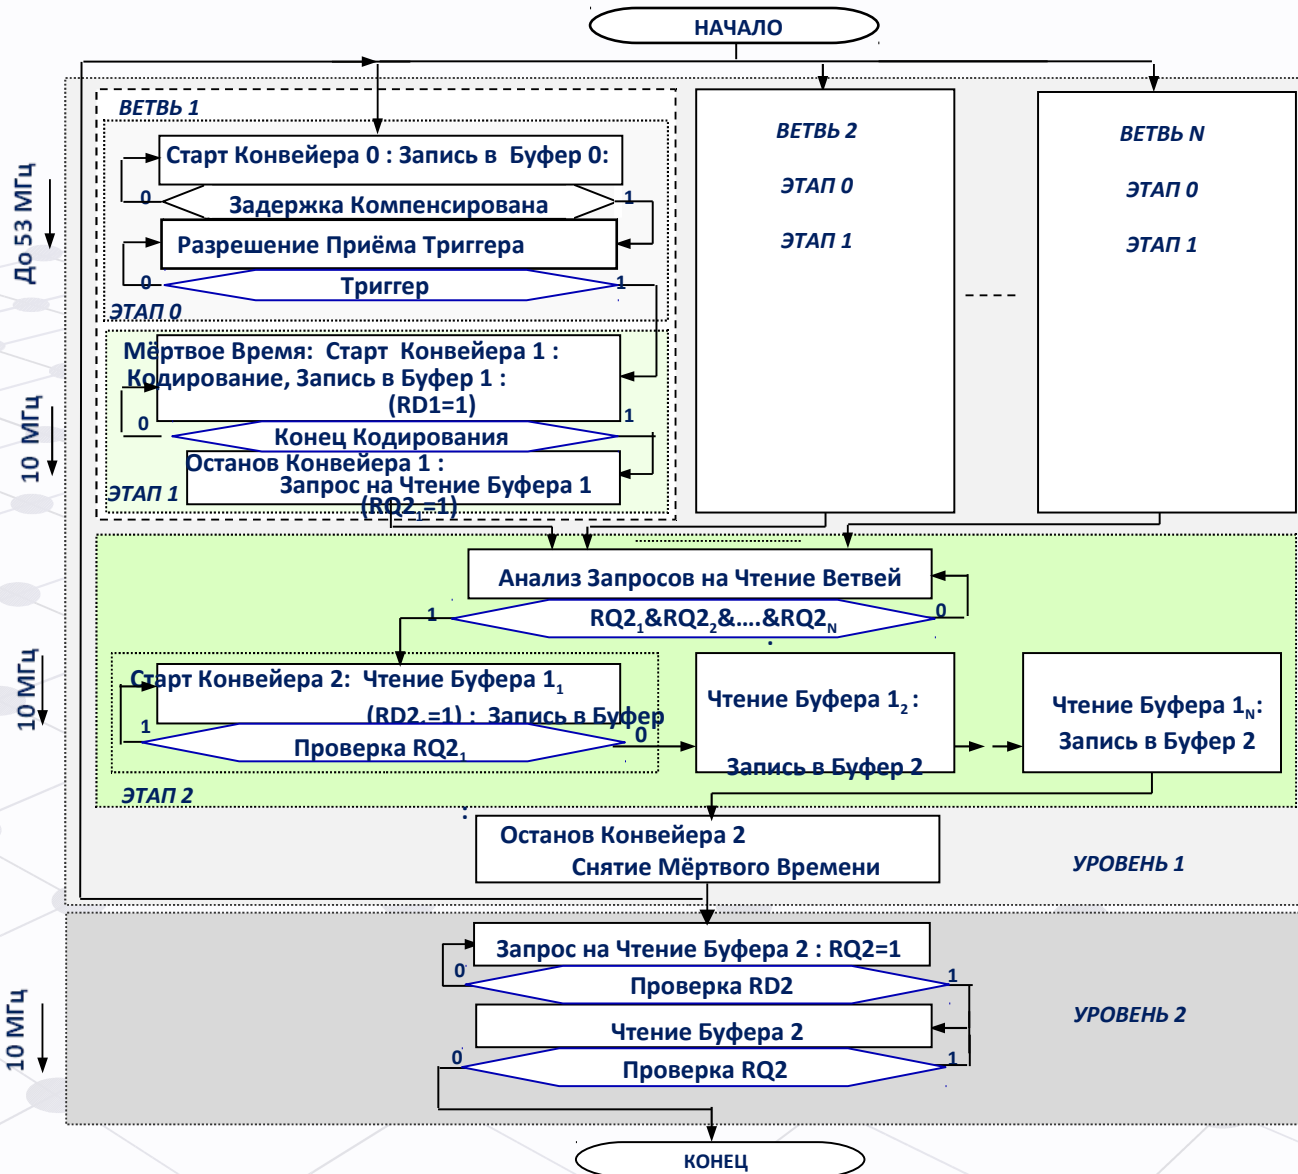 НАЧАЛО
ВЕТВЬ 1
Старт Конвейера 0 : Запись в Буфер 0:
0
1
Задержка Компенсирована
Разрешение Приёма Триггера
0
1
Триггер
ЭТАП 0
Мёртвое Время: Старт Конвейера 1 :
Кодирование, Запись в Буфер 1 :
(RD1=1)
0
1
Конец Кодирования
Останов Конвейера 1 :
Запрос на Чтение Буфера 1
(RQ2₁=1)
ЭТАП 1
ВЕТВЬ 2
ЭТАП 0
ЭТАП 1
-----
ВЕТВЬ N
ЭТАП 0
ЭТАП 1
До 53 МГц
10 МГц
Анализ Запросов на Чтение Ветвей
1
RQ2₁&RQ2₂&....&RQ2N
0
:
Старт Конвейера 2: Чтение Буфера 1₁
(RD2.=1) : Запись в Буфер
1
0
Проверка RQ2₁
Чтение Буфера 1₂ :
Запись в Буфер 2
Чтение Буфера 1N:
Запись в Буфер 2
ЭТАП 2
10 МГц
:
Останов Конвейера 2
Снятие Мёртвого Времени
УРОВЕНЬ 1
Запрос на Чтение Буфера 2 : RQ2=1
0
1
Проверка RD2
Чтение Буфера 2
0
1
Проверка RQ2
УРОВЕНЬ 2
10 МГц
КОНЕЦ